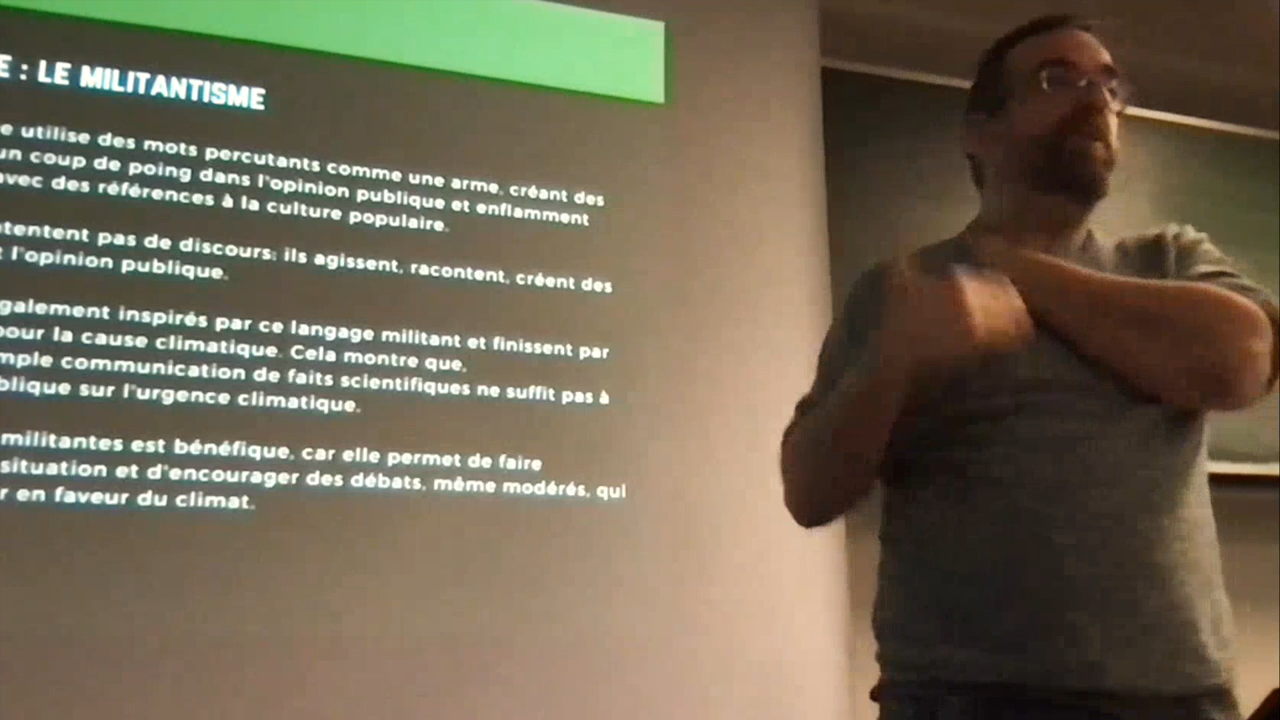 E : LE MILITANTISME
e utilise des mots percutants comme une arme, créant des
un coup de poing dans l'opinion publique et enflamment
avec des références à la culture populaire.
ntentent pas de discours; ils agissent, racontent, créent des
t l'opinion publique.
galement inspirés par ce langage militant et finissent par
pour la cause climatique. Cela montre que,
mple communication de faits scientifiques ne suffit pas à
blique sur l'urgence climatique.
militantes est bénéfique, car elle permet de faire
situation et d'encourager des débats, même modérés, qui
r en faveur du climat.